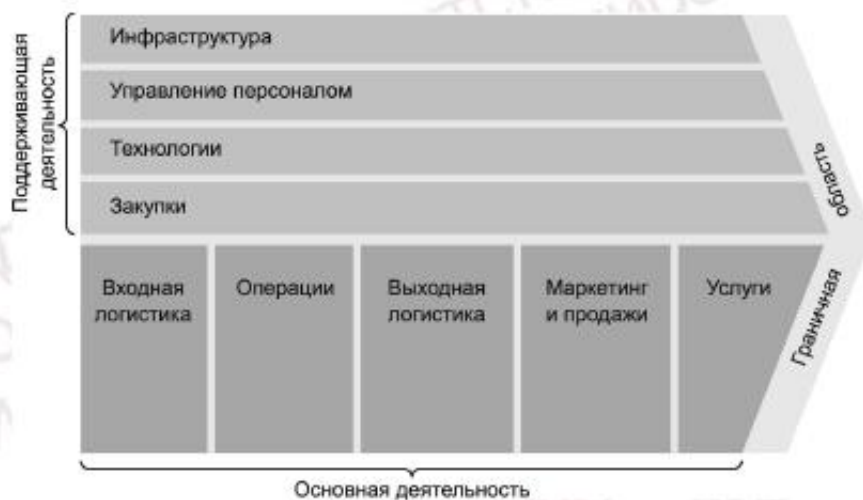 Поддерживающая
деятельность
Инфраструктура
Управление персоналом
Технологии
Закупки
Входная
логистика
Операции
Выходная
логистика
Маркетинг
и продажи
Услуги
Граничная
область
Основная деятельность